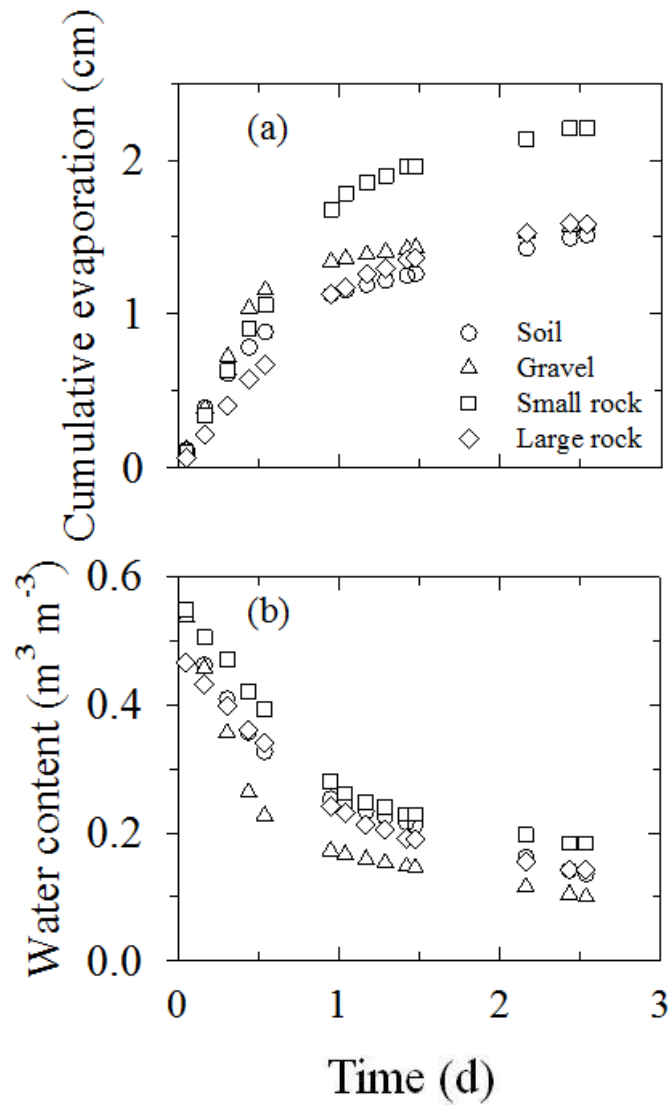 Cumulative evaporation (cm)
2
1
0
(a)
Soil
Gravel
Small rock
Large rock
Water content (m³ m⁻³)
0.6
0.4
0.2
0.0
(b)
0 1 2 3
Time (d)